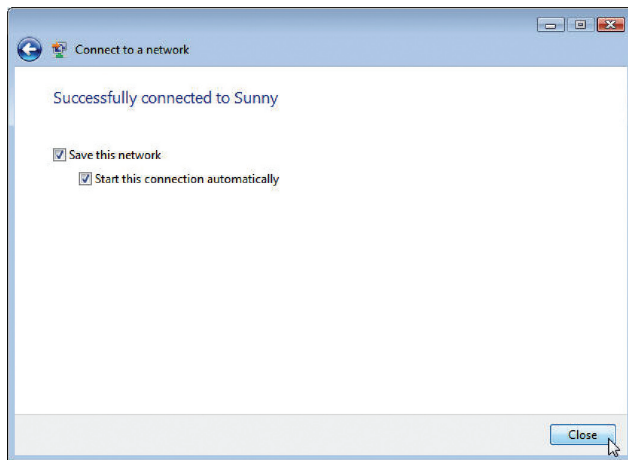 Connect to a network
Successfully connected to Sunny
Save this network
Start this connection automatically
Close